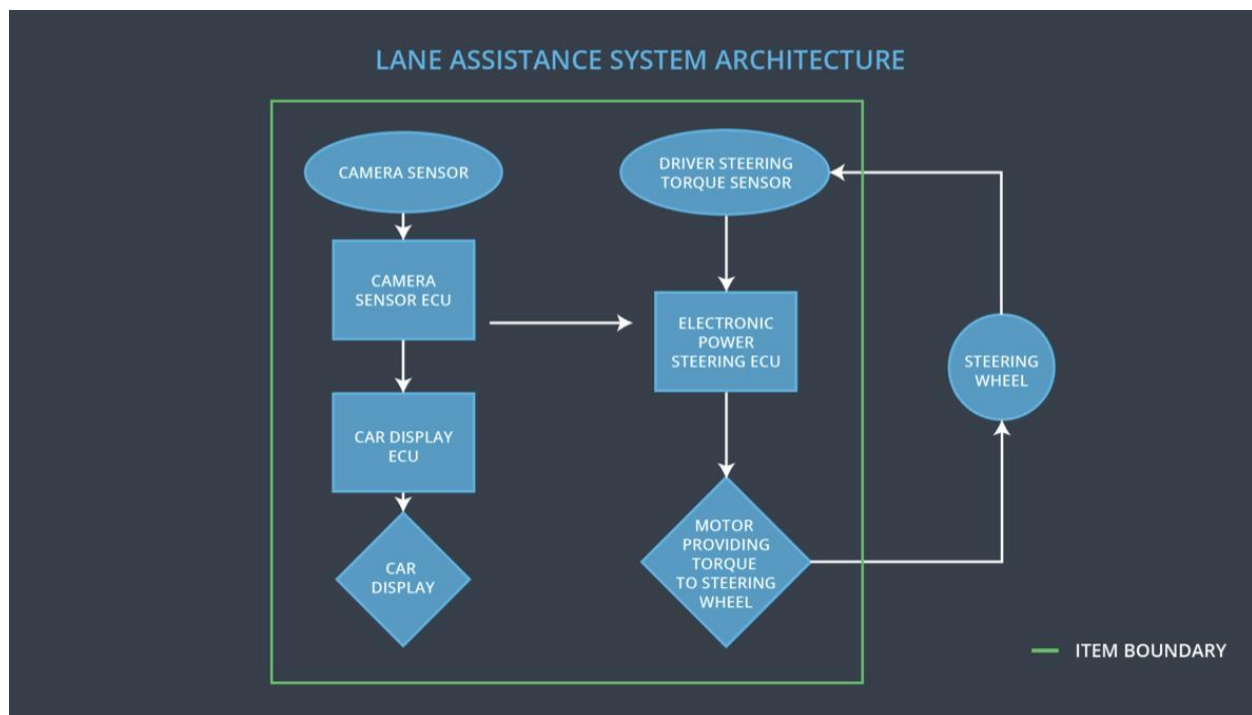 LANE ASSISTANCE SYSTEM ARCHITECTURE
CAMERA SENSOR
CAMERA
SENSOR ECU
CAR DISPLAY
ECU
CAR
DISPLAY
DRIVER STEERING
TORQUE SENSOR
ELECTRONIC
POWER
STEERING ECU
MOTOR
PROVIDING
TORQUE
TO STEERING
WHEEL
STEERING
WHEEL
ITEM BOUNDARY